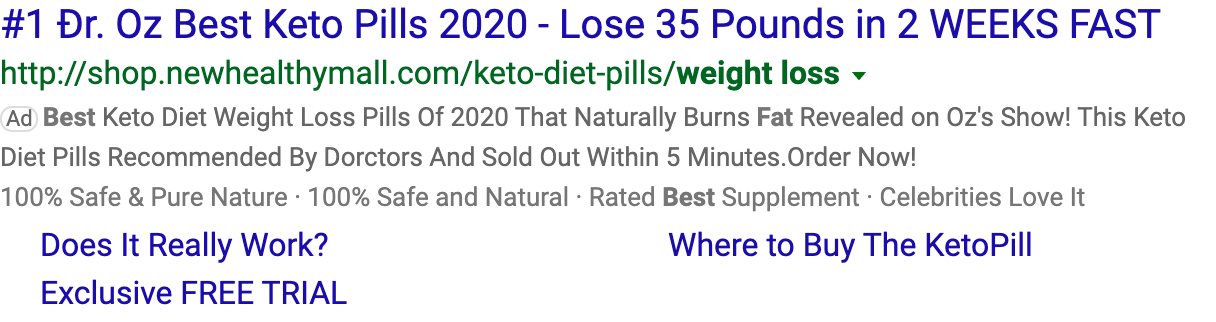 #1 Ðr. Oz Best Keto Pills 2020 - Lose 35 Pounds in 2 WEEKS FAST
http://shop.newhealthymall.com/keto-diet-pills/weight loss
Ad Best Keto Diet Weight Loss Pills Of 2020 That Naturally Burns Fat Revealed on Oz's Show! This Keto
Diet Pills Recommended By Dorctors And Sold Out Within 5 Minutes.Order Now!
100% Safe & Pure Nature · 100% Safe and Natural · Rated Best Supplement · Celebrities Love It
Does It Really Work? Where to Buy The KetoPill
Exclusive FREE TRIAL